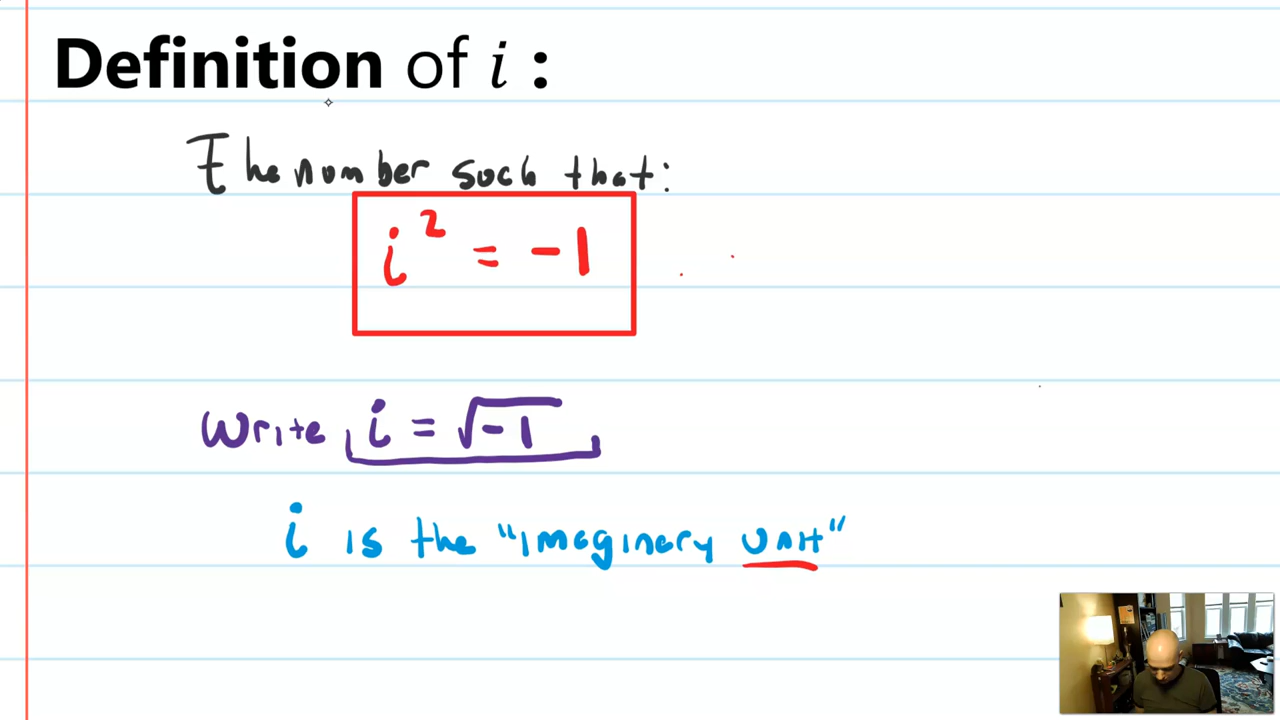 Definition of i :
The number such that:
i² = -1
Write i = √-1
i is the "imaginary unit"